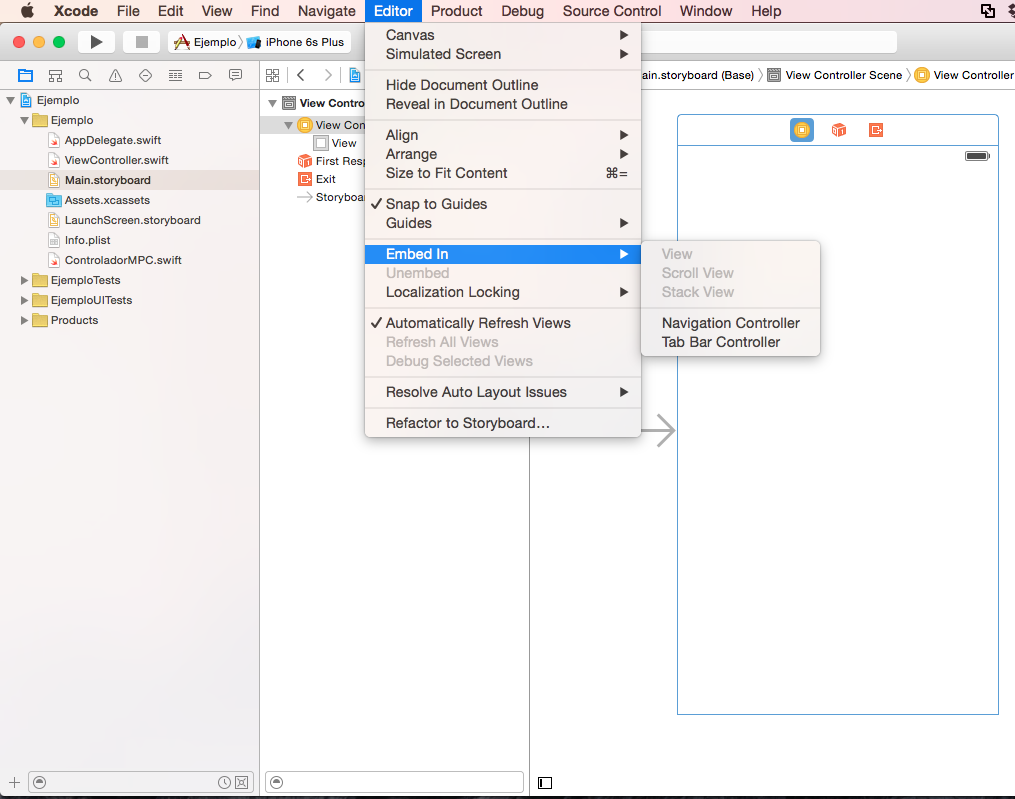 Xcode File Edit View Find Navigate Editor Product Debug Source Control Window Help
Ejemplo iPhone 6s Plus
ain.storyboard (Base) View Controller Scene View Controller
Ejemplo
Ejemplo
AppDelegate.swift
ViewController.swift
Main.storyboard
Assets.xcassets
LaunchScreen.storyboard
Info.plist
ControladorMPC.swift
EjemploTests
EjemploUITests
Products
View Contro
View Con
View
First Resp
Exit
Storyboar
Canvas
Simulated Screen
Hide Document Outline
Reveal in Document Outline
Align
Arrange
Size to Fit Content ⌘=
✓ Snap to Guides
Guides
Embed In
Unembed
Localization Locking
✓ Automatically Refresh Views
Refresh All Views
Debug Selected Views
Resolve Auto Layout Issues
Refactor to Storyboard…
View
Scroll View
Stack View
Navigation Controller
Tab Bar Controller